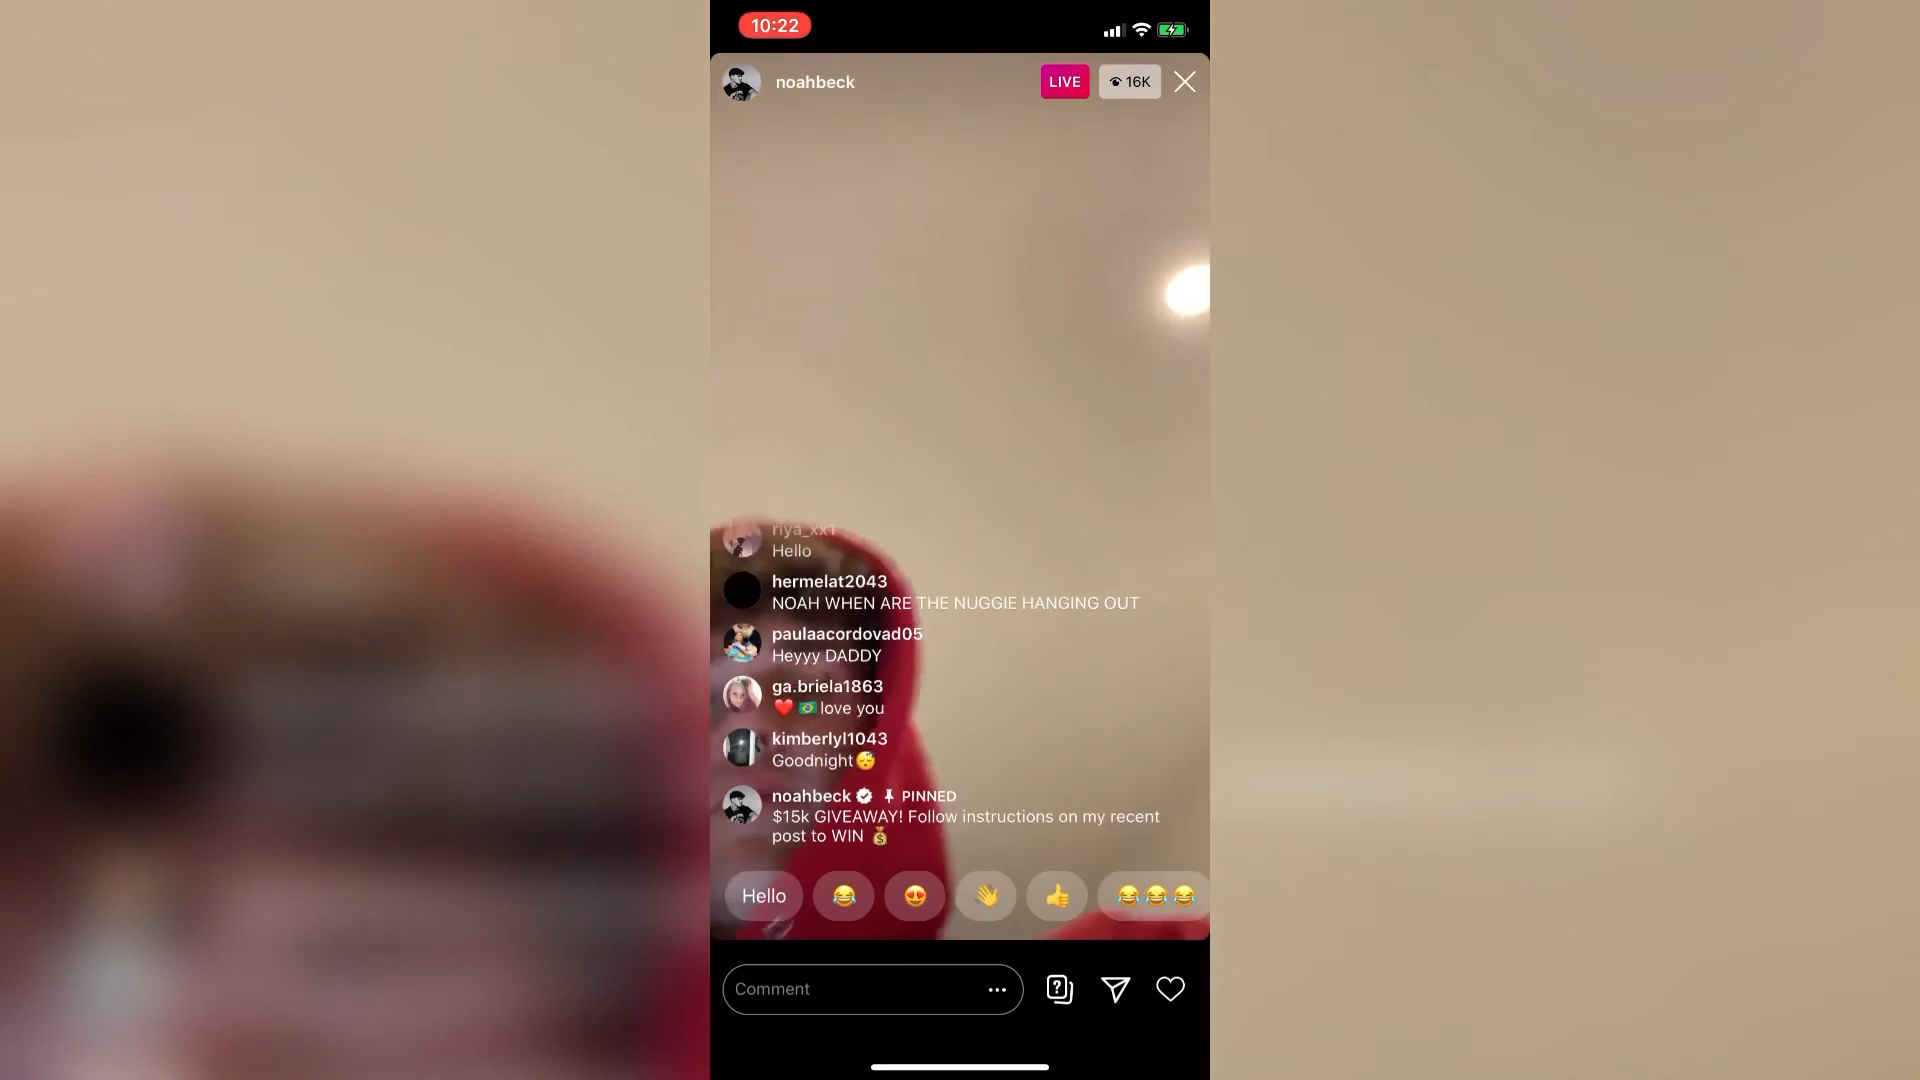 10:22
noahbeck
LIVE
16K
riya_xx1
Hello
hermelat2043
NOAH WHEN ARE THE NUGGIE HANGING OUT
paulaacordovad05
Heyyy DADDY
ga.briela1863
❤️🇧🇷love you
kimberlyl1043
Goodnight😴
noahbeck PINNED
$15k GIVEAWAY! Follow instructions on my recent
post to WIN 💰
Hello 😂 😍 👋 👍 😂😂😂
Comment